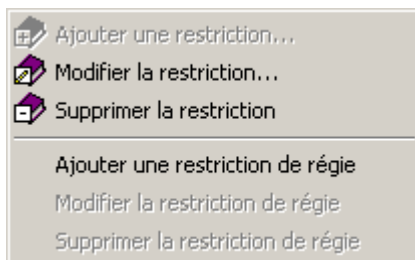 Ajouter une restriction...
Modifier la restriction...
Supprimer la restriction
Ajouter une restriction de régie
Modifier la restriction de régie
Supprimer la restriction de régie